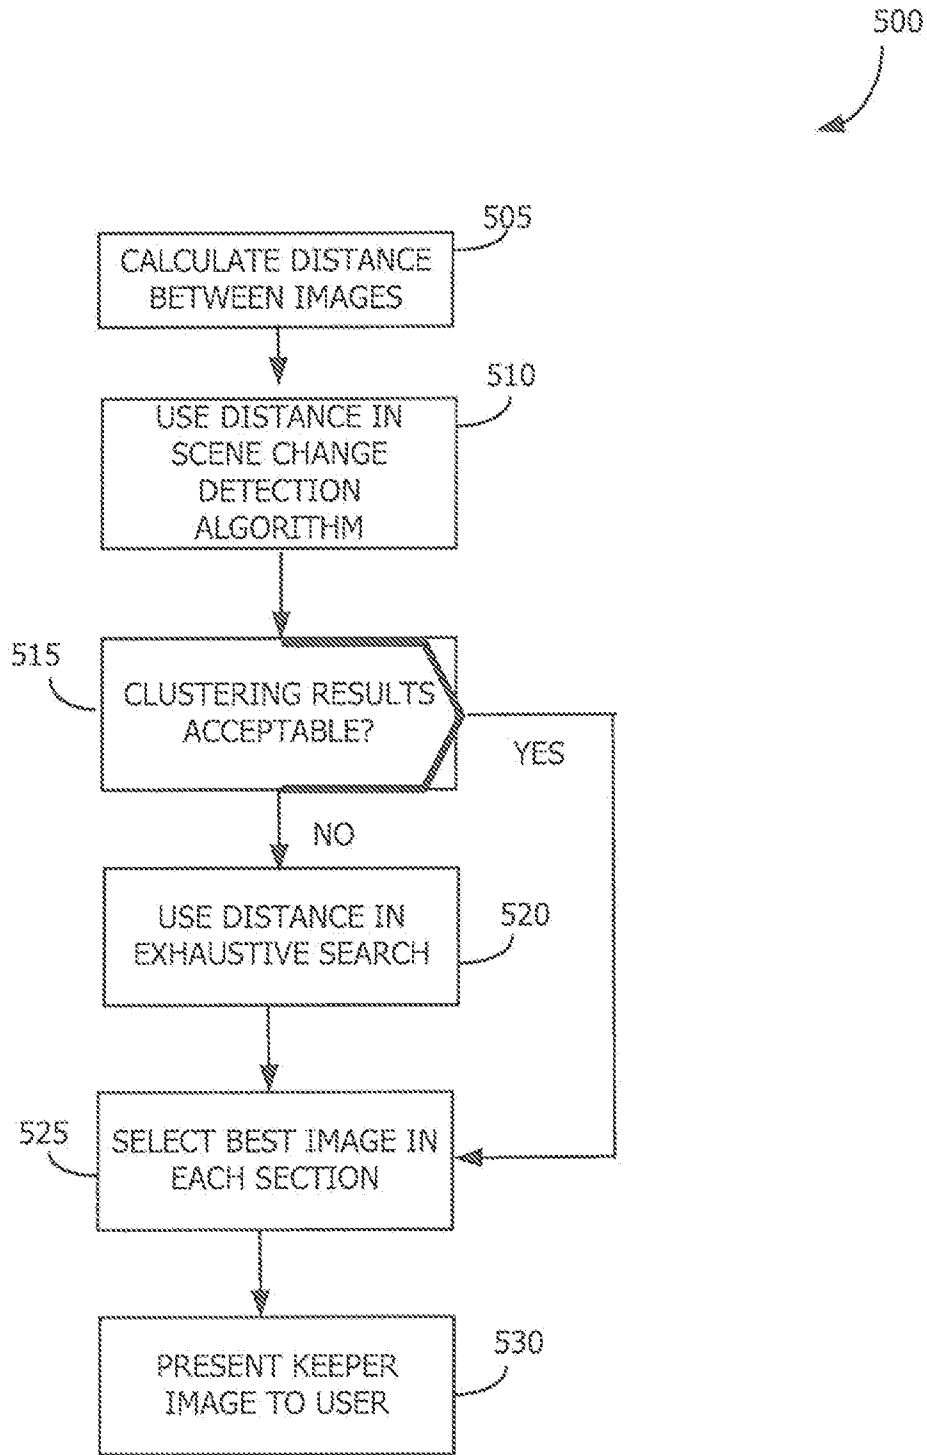 500
505
CALCULATE DISTANCE
BETWEEN IMAGES
510
USE DISTANCE IN
SCENE CHANGE
DETECTION
ALGORITHM
515
CLUSTERING RESULTS
ACCEPTABLE?
YES
NO
USE DISTANCE IN
EXHAUSTIVE SEARCH
520
525
SELECT BEST IMAGE IN
EACH SECTION
530
PRESENT KEEPER
IMAGE TO USER